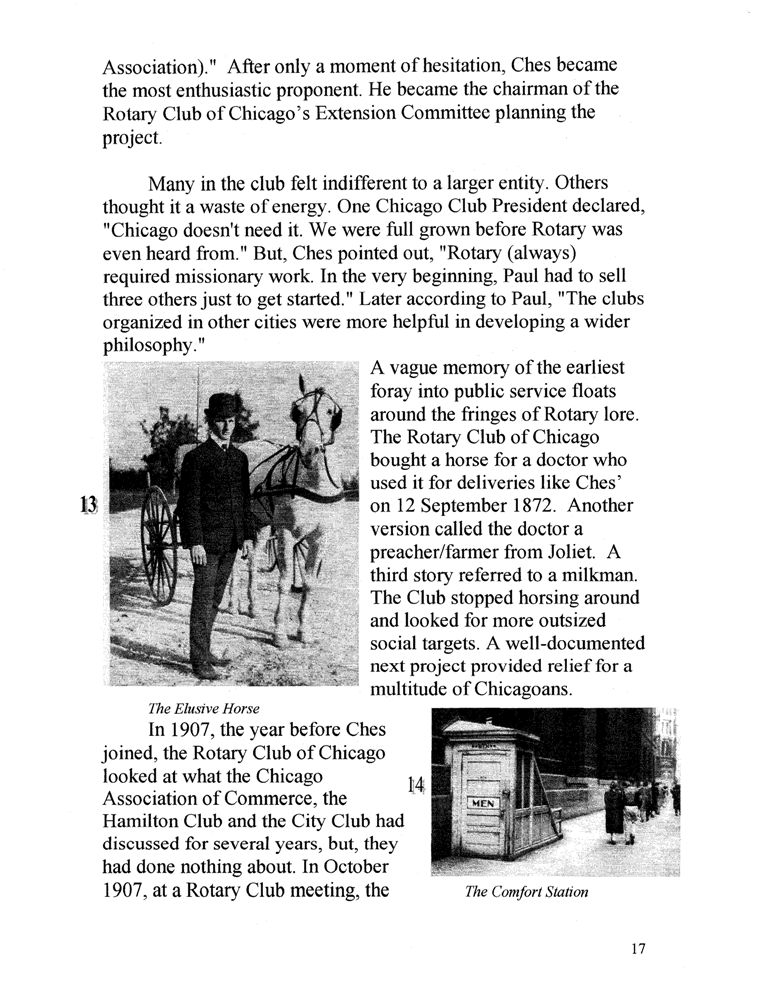 Association)."  After only a moment of hesitation, Ches became
the most enthusiastic proponent. He became the chairman of the
Rotary Club of Chicago's Extension Committee planning the
project.
Many in the club felt indifferent to a larger entity. Others
thought it a waste of energy. One Chicago Club President declared,
"Chicago doesn't need it. We were full grown before Rotary was
even heard from." But, Ches pointed out, "Rotary (always)
required missionary work. In the very beginning, Paul had to sell
three others just to get started." Later according to Paul, "The clubs
organized in other cities were more helpful in developing a wider
philosophy."
A vague memory of the earliest
foray into public service floats
around the fringes of Rotary lore.
The Rotary Club of Chicago
bought a horse for a doctor who
used it for deliveries like Ches'
on 12 September 1872.  Another
version called the doctor a
preacher/farmer from Joliet.  A
third story referred to a milkman.
The Club stopped horsing around
and looked for more outsized
social targets. A well-documented
next project provided relief for a
multitude of Chicagoans.
13
The Elusive Horse
In 1907, the year before Ches
joined, the Rotary Club of Chicago
looked at what the Chicago
Association of Commerce, the
Hamilton Club and the City Club had
discussed for several years, but, they
had done nothing about. In October
1907, at a Rotary Club meeting, the
14
MEN
The Comfort Station
17